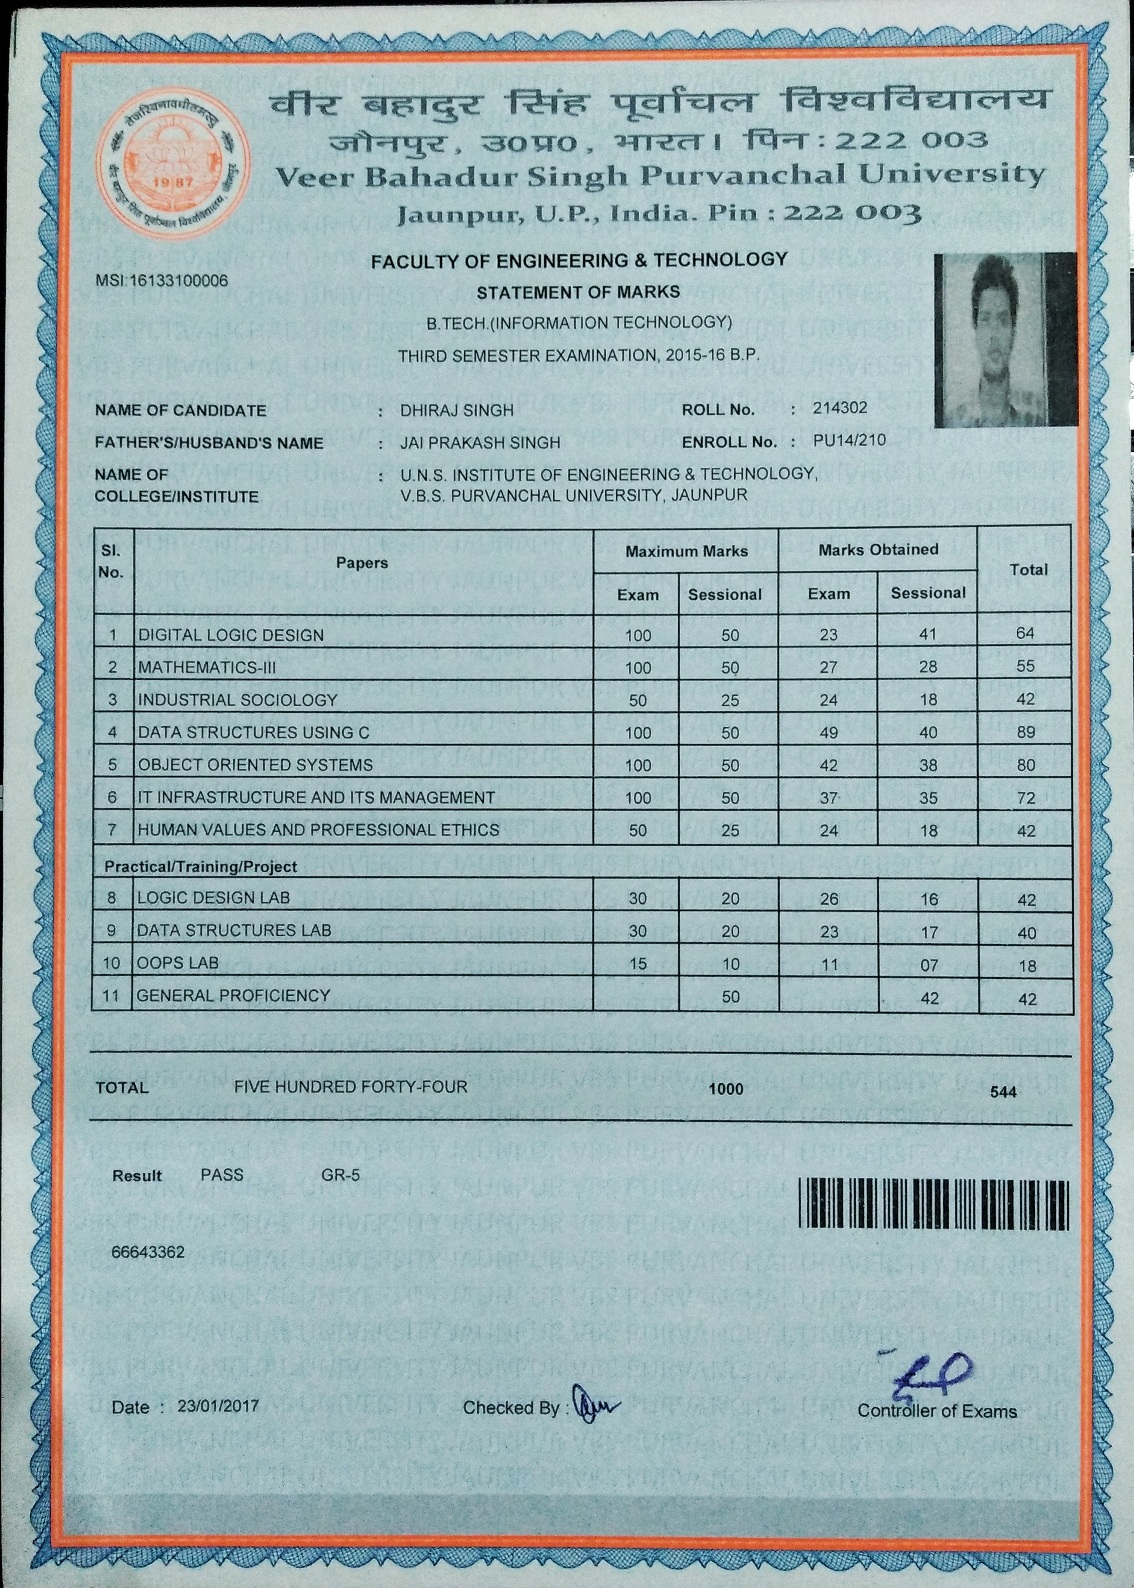 वीर बहादुर सिंह पूर्वांचल विश्वविद्यालय
जौनपुर, उ०प्र०, भारत। पिन : 222 003
Veer Bahadur Singh Purvanchal University
Jaunpur, U.P., India. Pin : 222 003
तेजस्विनावधीतमस्तु
1987
वीर बहादुर सिंह पूर्वांचल विश्वविद्यालय, जौनपुर
FACULTY OF ENGINEERING & TECHNOLOGY
MSI:16133100006
STATEMENT OF MARKS
B.TECH.(INFORMATION TECHNOLOGY)
THIRD SEMESTER EXAMINATION, 2015-16 B.P.
NAME OF CANDIDATE : DHIRAJ SINGH ROLL No. : 214302
FATHER'S/HUSBAND'S NAME : JAI PRAKASH SINGH ENROLL No. : PU14/210
NAME OF : U.N.S. INSTITUTE OF ENGINEERING & TECHNOLOGY,
COLLEGE/INSTITUTE V.B.S. PURVANCHAL UNIVERSITY, JAUNPUR
Sl. No. Papers Maximum Marks Marks Obtained Total
Exam Sessional Exam Sessional
1 DIGITAL LOGIC DESIGN 100 50 23 41 64
2 MATHEMATICS-III 100 50 27 28 55
3 INDUSTRIAL SOCIOLOGY 50 25 24 18 42
4 DATA STRUCTURES USING C 100 50 49 40 89
5 OBJECT ORIENTED SYSTEMS 100 50 42 38 80
6 IT INFRASTRUCTURE AND ITS MANAGEMENT 100 50 37 35 72
7 HUMAN VALUES AND PROFESSIONAL ETHICS 50 25 24 18 42
Practical/Training/Project
8 LOGIC DESIGN LAB 30 20 26 16 42
9 DATA STRUCTURES LAB 30 20 23 17 40
10 OOPS LAB 15 10 11 07 18
11 GENERAL PROFICIENCY 50 42 42
TOTAL FIVE HUNDRED FORTY-FOUR 1000 544
Result PASS GR-5
66643362
Date : 23/01/2017 Checked By : Controller of Exams